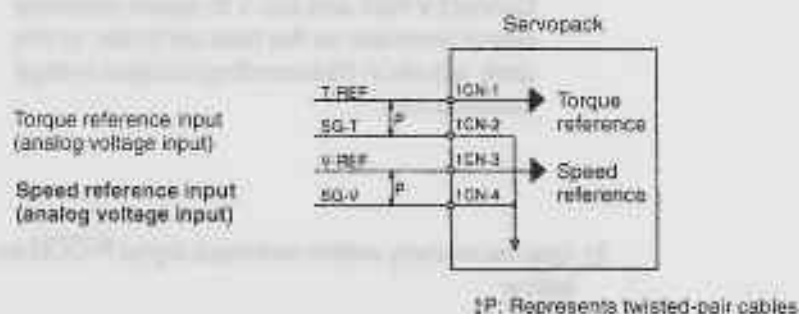 Servopack
T-REF
1CN-1
Torque
reference
Torque reference input
(analog voltage input)
P
SG-T
1CN-2
V-REF
1CN-3
Speed
reference
Speed reference input
(analog voltage input)
P
SG-V
1CN-4
‡P: Represents twisted-pair cables